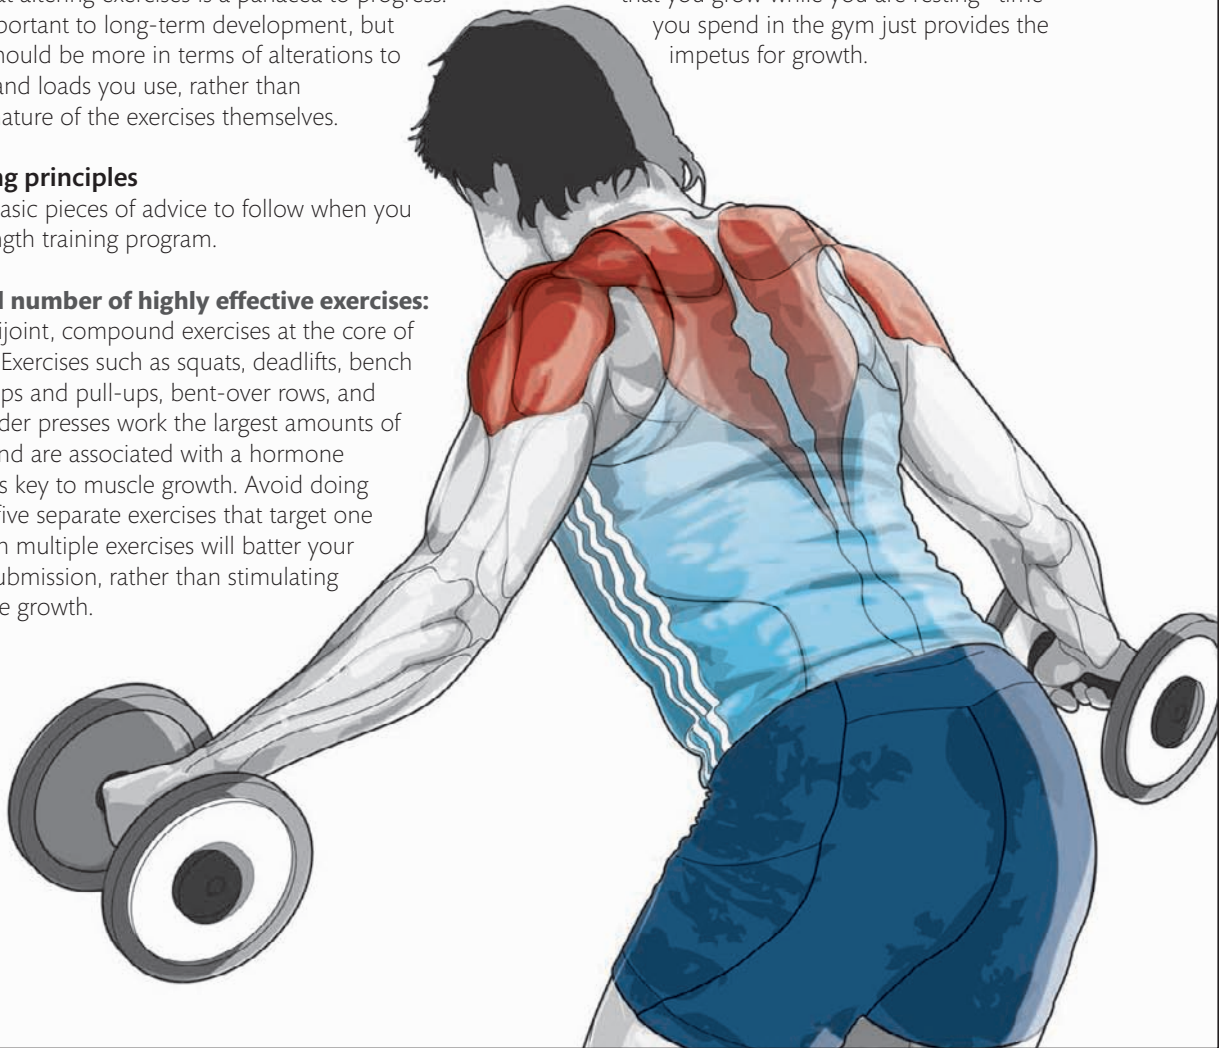 at altering exercises is a panacea to progress.
portant to long-term development, but
hould be more in terms of alterations to
and loads you use, rather than
ature of the exercises themselves.
ng principles
asic pieces of advice to follow when you
ngth training program.
l number of highly effective exercises:
ijoint, compound exercises at the core of
Exercises such as squats, deadlifts, bench
ps and pull-ups, bent-over rows, and
der presses work the largest amounts of
nd are associated with a hormone
s key to muscle growth. Avoid doing
five separate exercises that target one
h multiple exercises will batter your
ubmission, rather than stimulating
e growth.
that you grow while you are resting—time
you spend in the gym just provides the
impetus for growth.